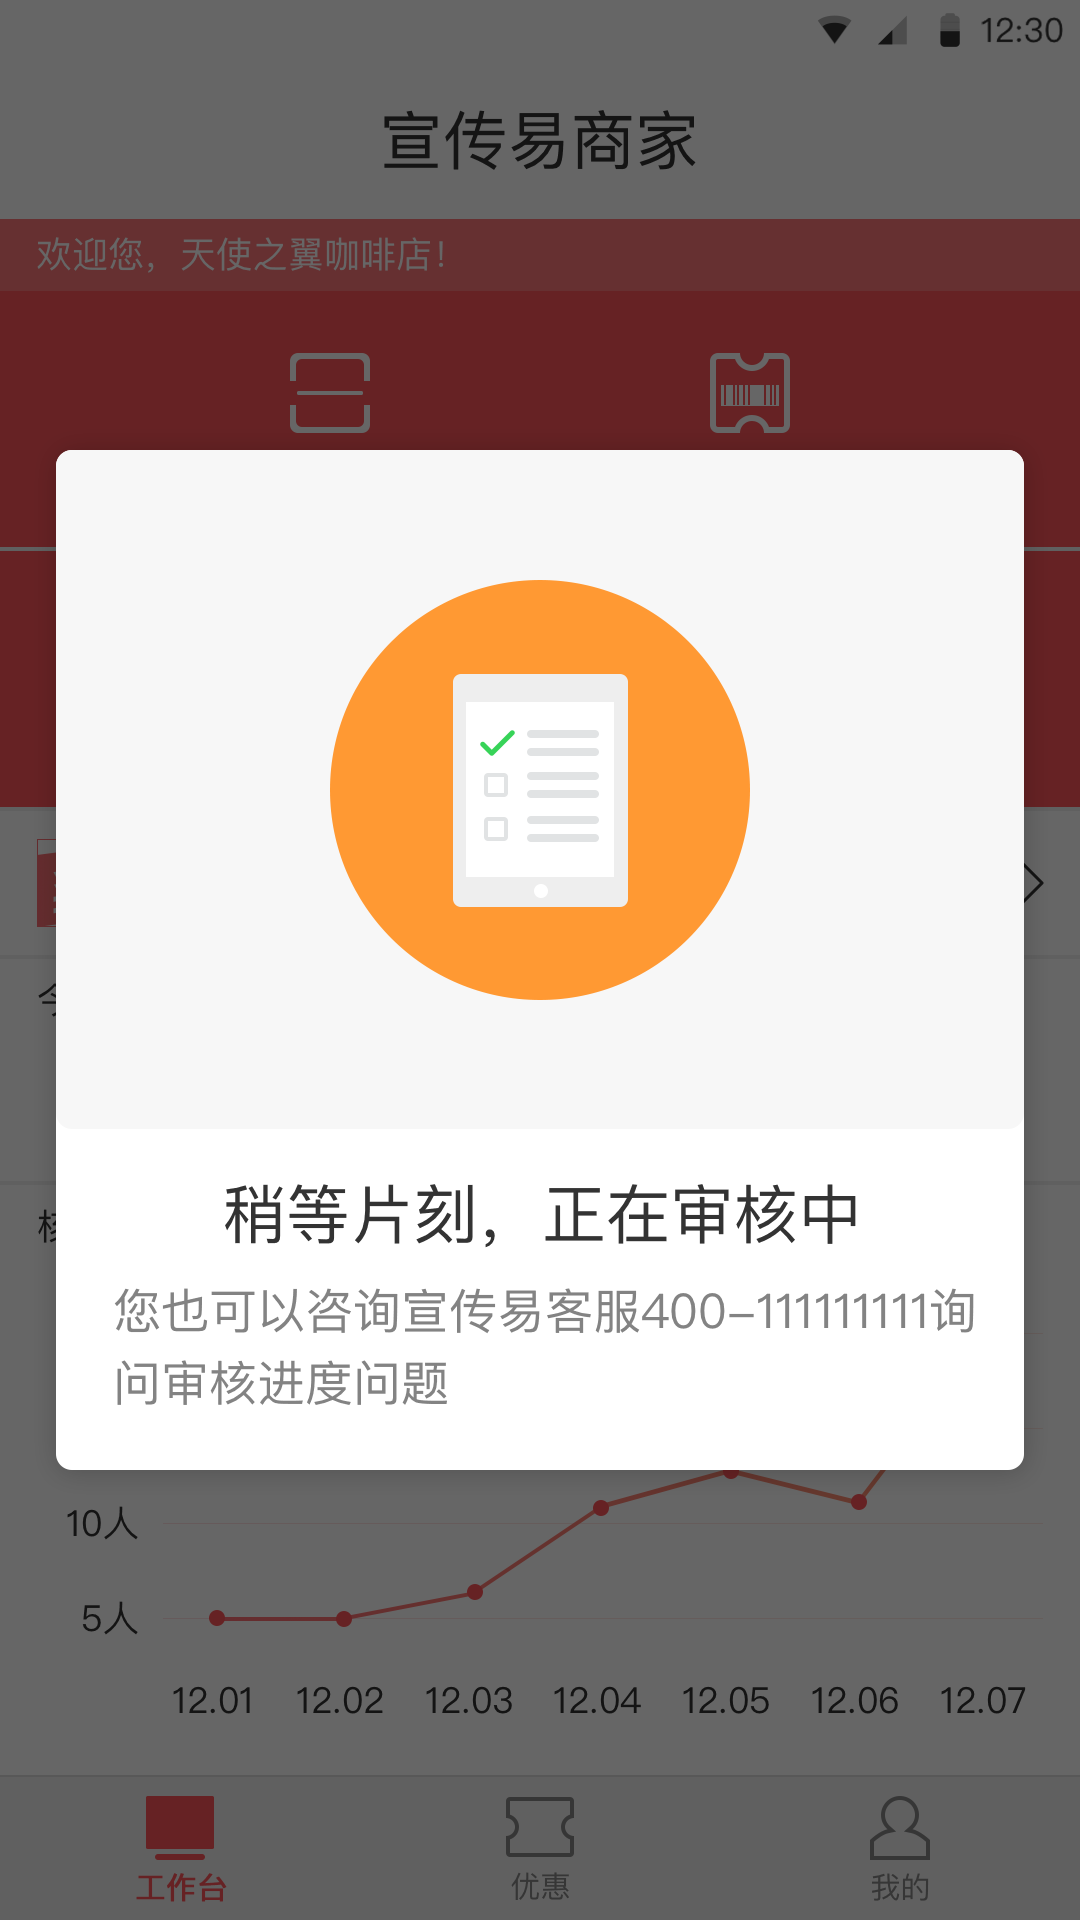 12:30
宣传易商家
欢迎您，天使之翼咖啡店！
今
稍等片刻，正在审核中
您也可以咨询宣传易客服400-111111111询
问审核进度问题
10人
5人
12.01 12.02 12.03 12.04 12.05 12.06 12.07
工作台 优惠 我的